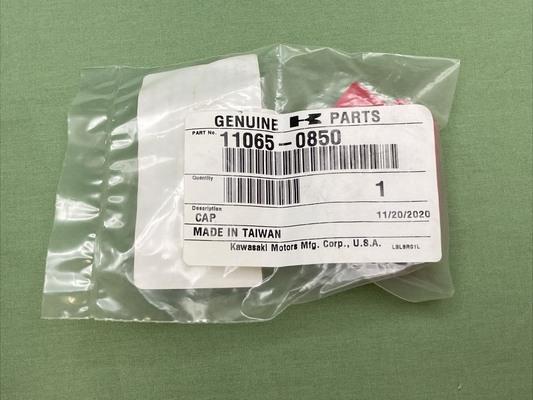 GENUINE K PARTS
PART No. 11065-0850
Quantity 1
Description
CAP 11/20/2020
MADE IN TAIWAN
Kawasaki Motors Mfg. Corp., U.S.A. LBLBRG1L